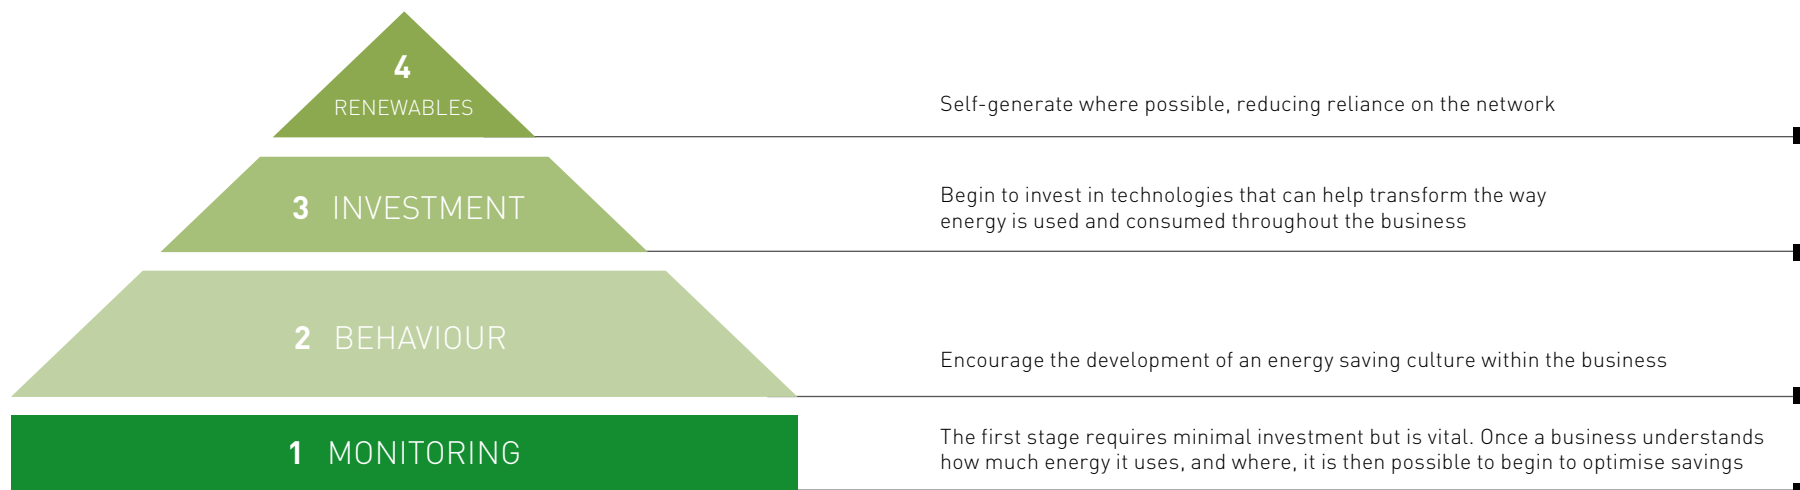 4
RENEWABLES
Self-generate where possible, reducing reliance on the network
3 INVESTMENT
Begin to invest in technologies that can help transform the way
energy is used and consumed throughout the business
2 BEHAVIOUR
Encourage the development of an energy saving culture within the business
1 MONITORING
The first stage requires minimal investment but is vital. Once a business understands
how much energy it uses, and where, it is then possible to begin to optimise savings